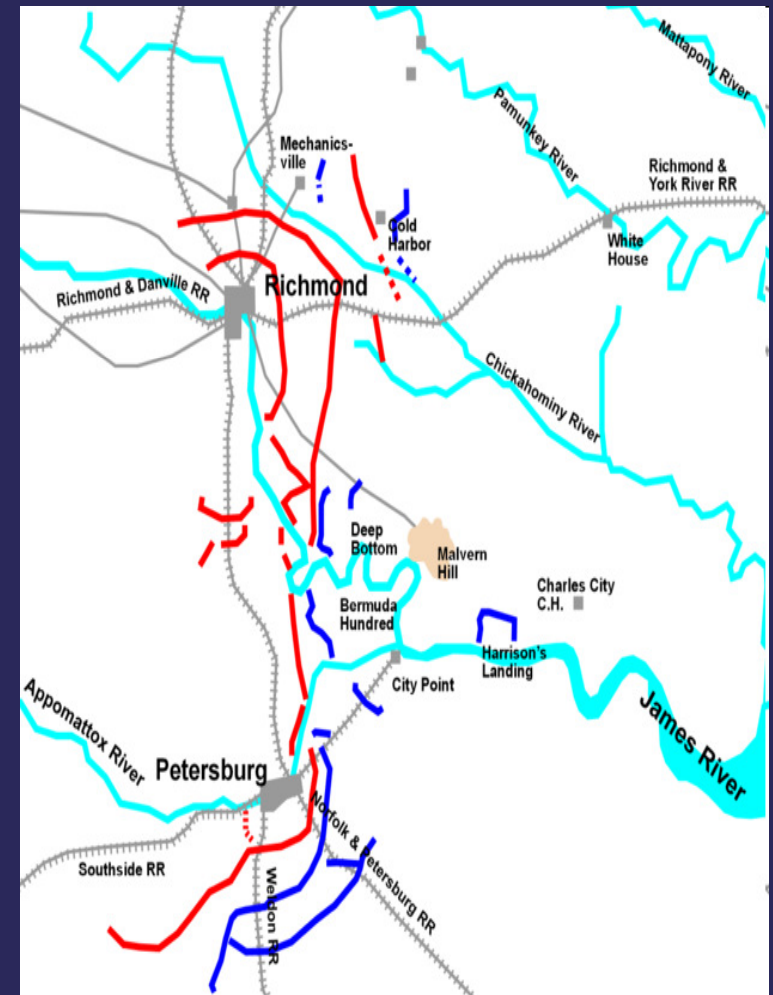 Mattapony River
Pamunkey River
Mechanics-
ville
Richmond &
York River RR
Cold
Harbor
White
House
Richmond & Danville RR
Richmond
Chickahominy River
Deep
Bottom
Malvern
Hill
Charles City
C.H.
Bermuda
Hundred
Harrison's
Landing
City Point
Appomattox River
James River
Petersburg
Norfolk & Petersburg RR
Southside RR
Weldon RR